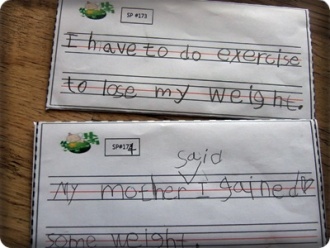 SP #173
I have to do exercise
to lose my weight.
SP#174
said
My mother I gained
some weight.